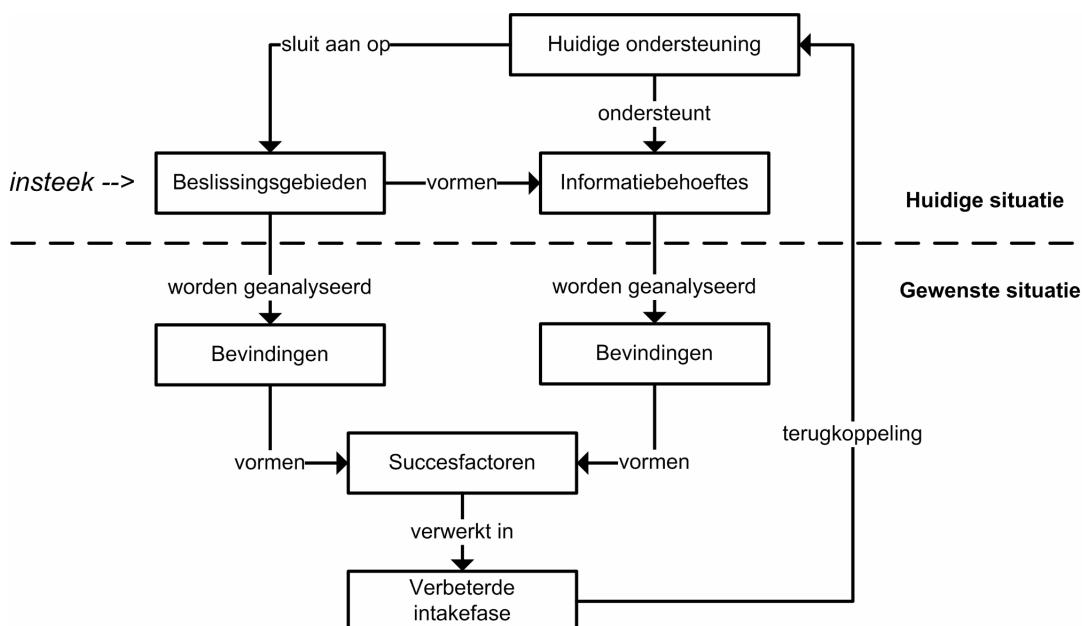 Huidige ondersteuning
sluit aan op
ondersteunt
insteek -->
Beslissingsgebieden
vormen
Informatiebehoeftes
Huidige situatie
worden geanalyseerd
worden geanalyseerd
Gewenste situatie
Bevindingen
Bevindingen
terugkoppeling
vormen
Succesfactoren
vormen
verwerkt in
Verbeterde
intakefase